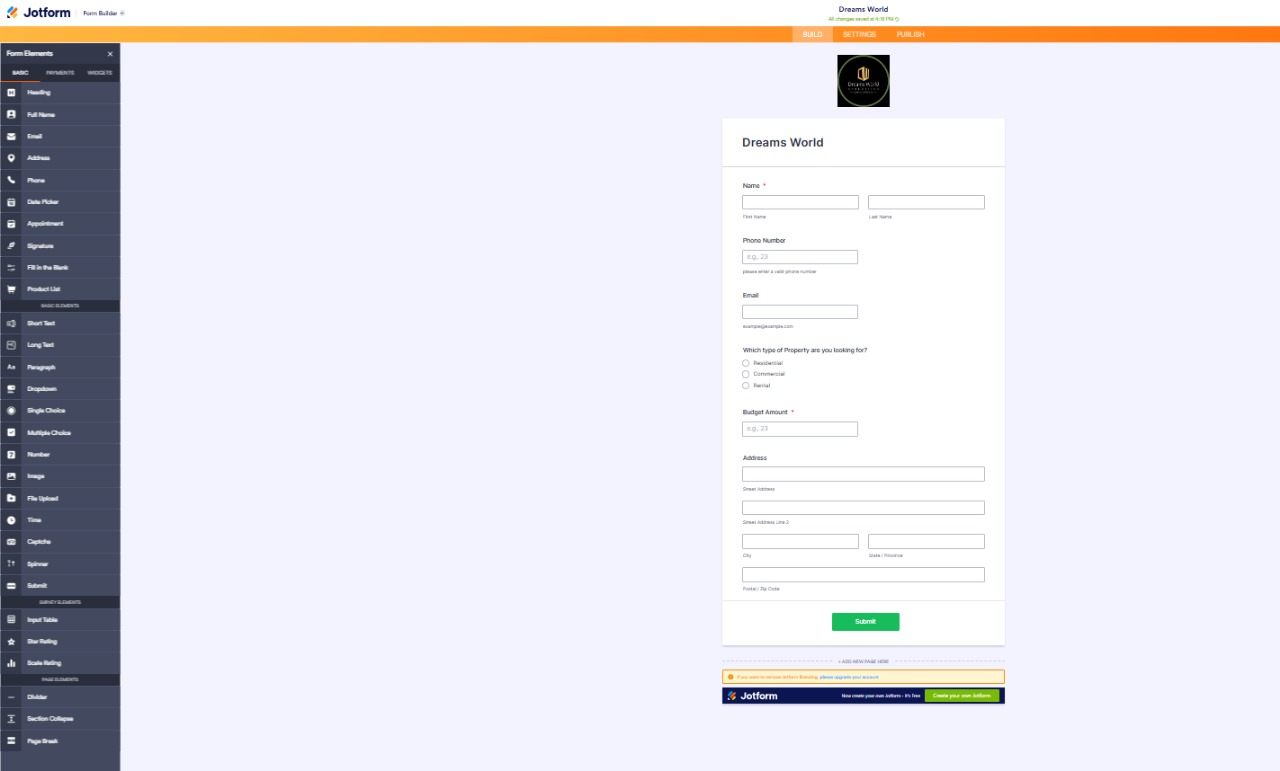 Jotform
Form Builder
Dreams World
All changes saved at 4:19 PM
BUILD SETTINGS PUBLISH
Form Elements ×
BASIC PAYMENTS WIDGETS
Heading
Full Name
Email
Address
Phone
Date Picker
Appointment
Signature
Fill in the Blank
Product List
BASIC ELEMENTS
Short Text
Long Text
Paragraph
Dropdown
Single Choice
Multiple Choice
Number
Image
File Upload
Time
Captcha
Spinner
Submit
SURVEY ELEMENTS
Input Table
Star Rating
Scale Rating
PAGE ELEMENTS
Divider
Section Collapse
Page Break
Dreams World
Dreams World
Name *
First Name Last Name
Phone Number
e.g., 23
please enter a valid phone number
Email
example@example.com
Which type of Property are you looking for?
Residential
Commercial
Rental
Budget Amount *
e.g., 23
Address
Street Address
Street Address Line 2
City State / Province
Postal / Zip Code
Submit
+ ADD NEW PAGE HERE
If you want to remove Jotform Branding, please upgrade your account
Jotform Now create your own Jotform - It's free Create your own Jotform